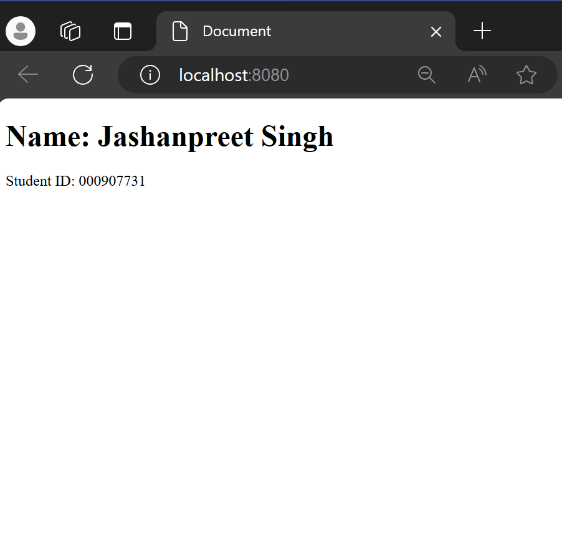 Document
localhost:8080
Name: Jashanpreet Singh
Student ID: 000907731